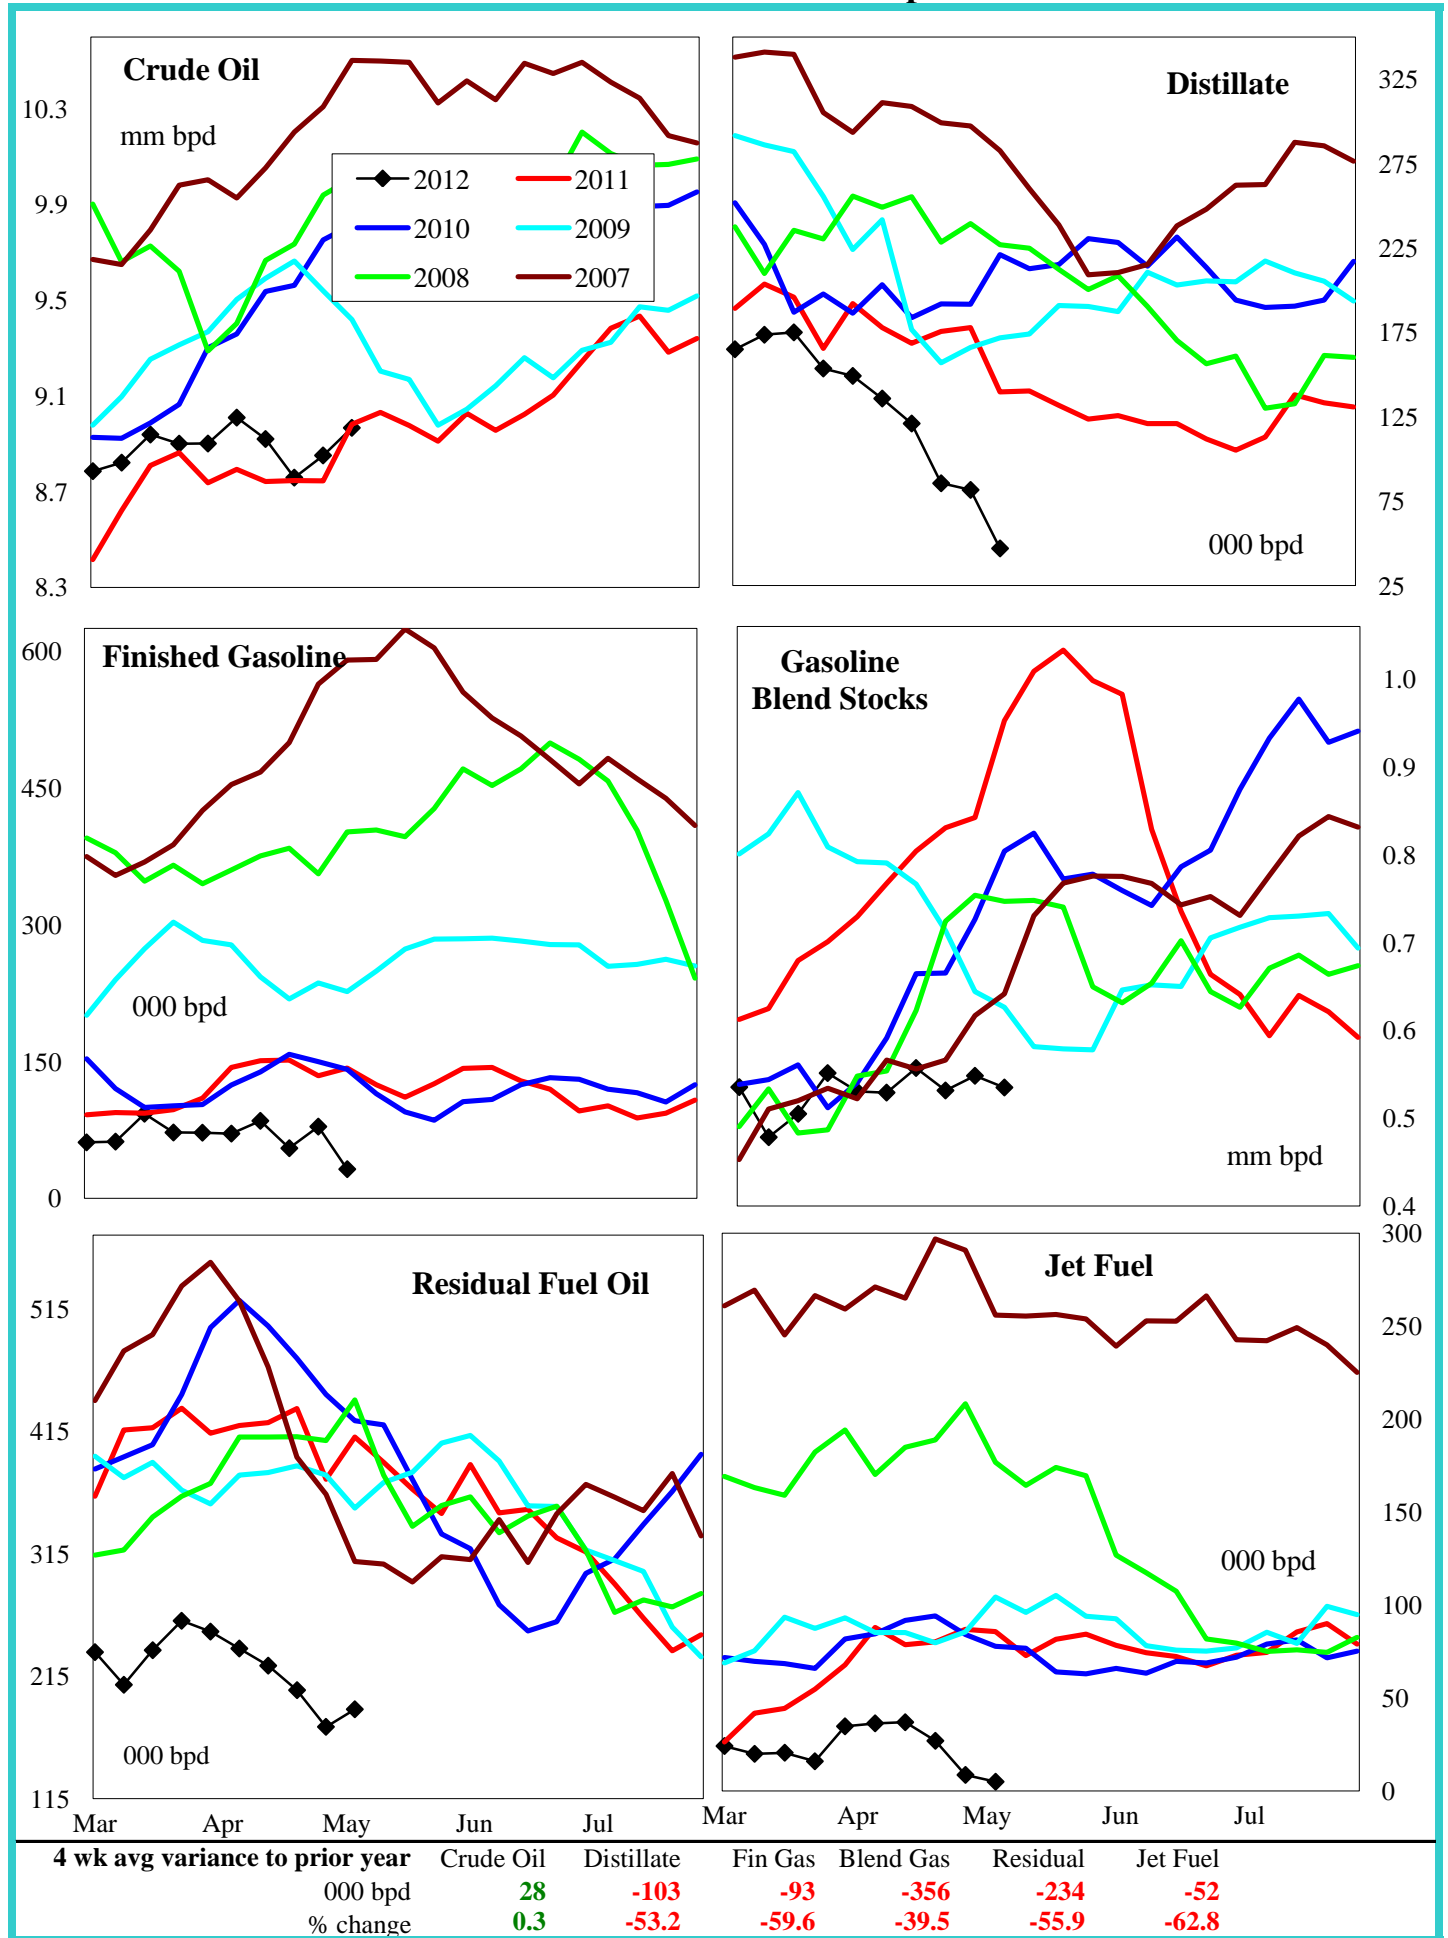 Crude Oil
mm bpd
10.3
9.9
9.5
9.1
8.7
8.3
2012 2011
2010 2009
2008 2007
Distillate
000 bpd
325
275
225
175
125
75
25
Finished Gasoline
000 bpd
600
450
300
150
0
Gasoline
Blend Stocks
mm bpd
1.0
0.9
0.8
0.7
0.6
0.5
0.4
Residual Fuel Oil
000 bpd
515
415
315
215
115
Mar Apr May Jun Jul
Jet Fuel
000 bpd
300
250
200
150
100
50
0
Mar Apr May Jun Jul
4 wk avg variance to prior year Crude Oil Distillate Fin Gas Blend Gas Residual Jet Fuel
000 bpd 28 -103 -93 -356 -234 -52
% change 0.3 -53.2 -59.6 -39.5 -55.9 -62.8